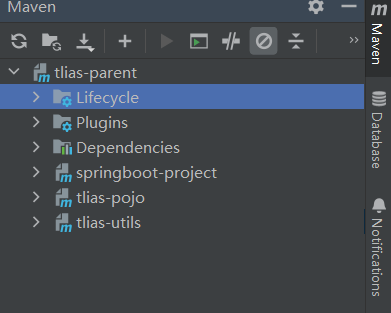 Maven
tlias-parent
Lifecycle
Plugins
Dependencies
springboot-project
tlias-pojo
tlias-utils
m
Maven
Database
Notifications